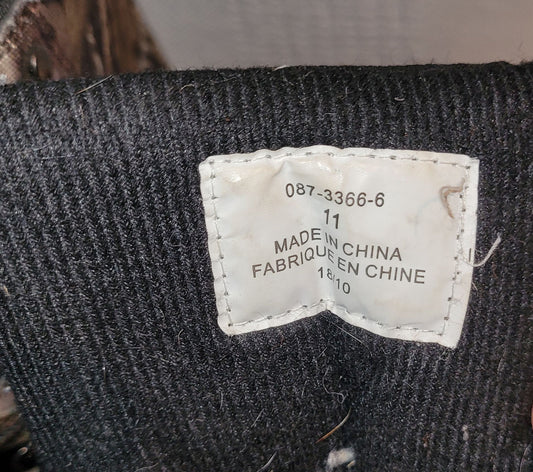 087-3366-6
11
MADE IN CHINA
FABRIQUE EN CHINE
18/10